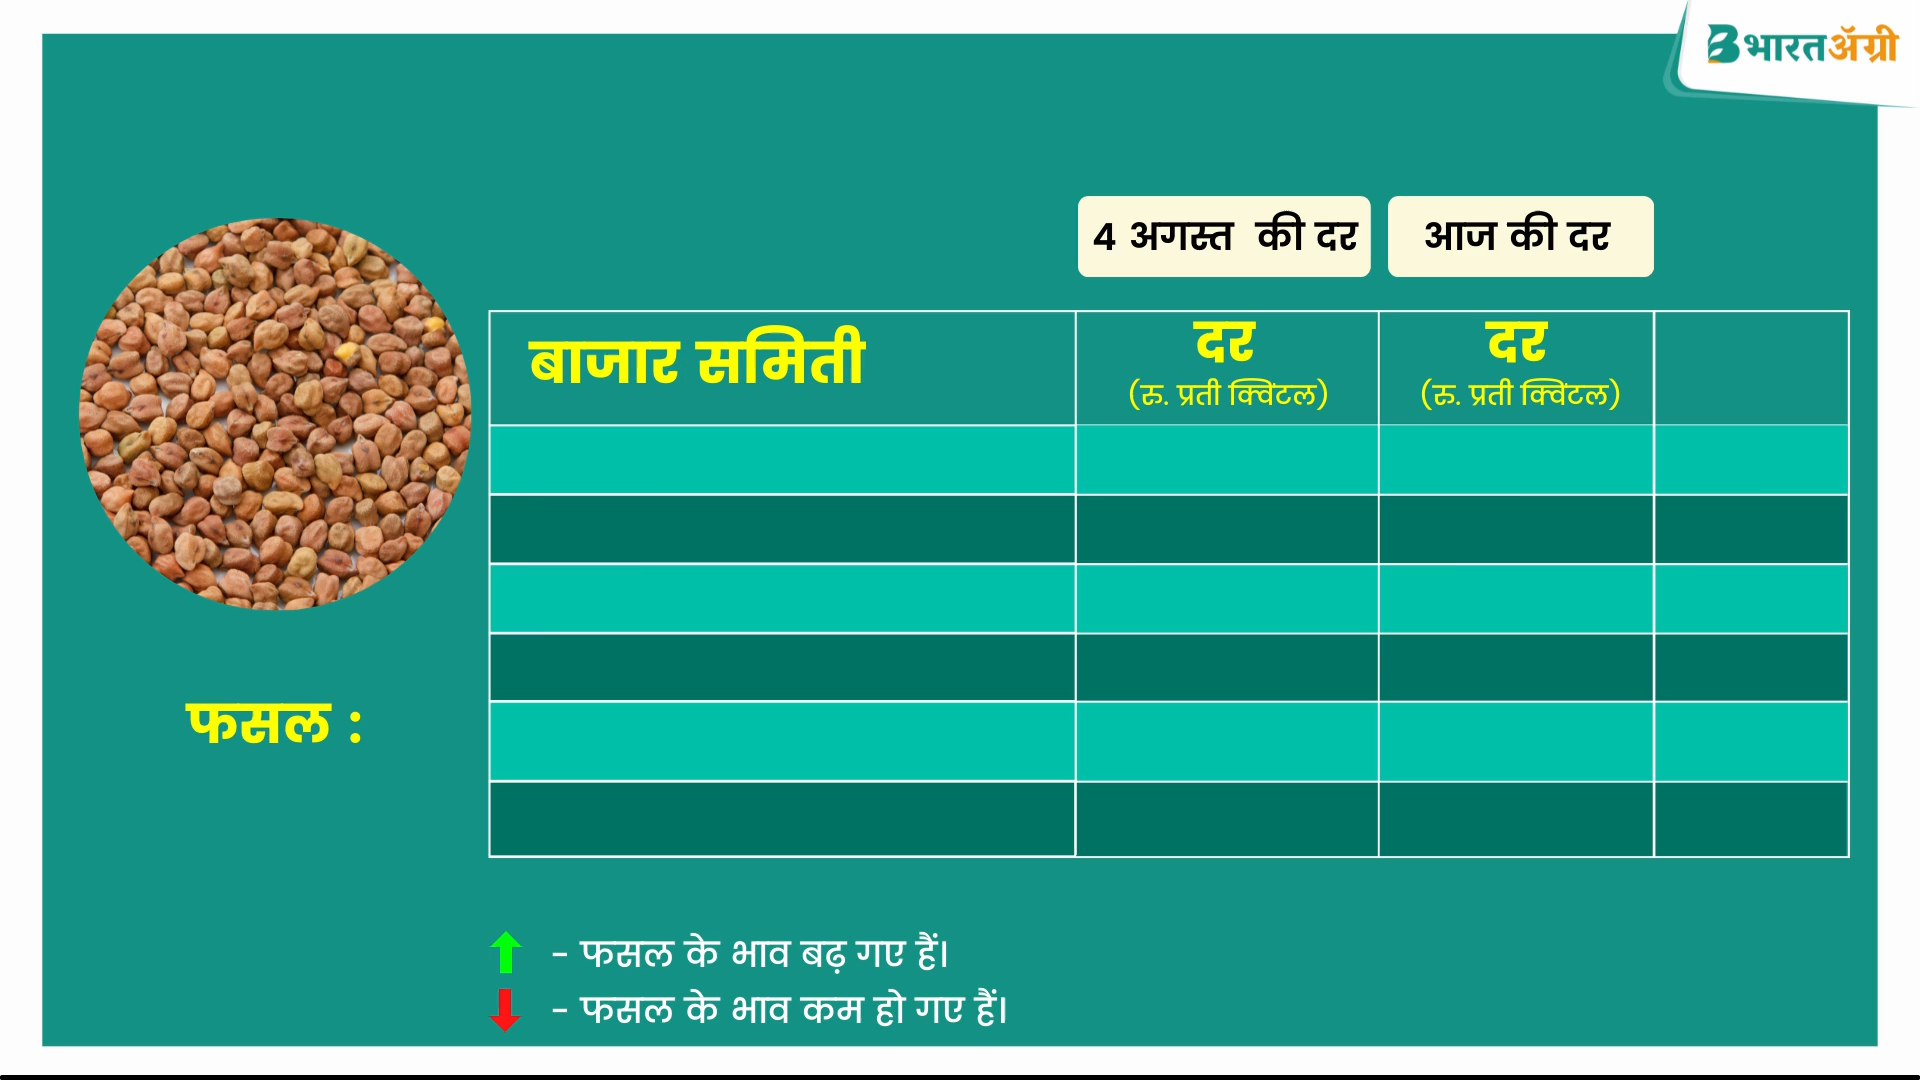 भारतॲग्री
4 अगस्त की दर
आज की दर
बाजार समिती
दर
(रु. प्रती क्विंटल)
दर
(रु. प्रती क्विंटल)
फसल :
- फसल के भाव बढ़ गए हैं।
- फसल के भाव कम हो गए हैं।